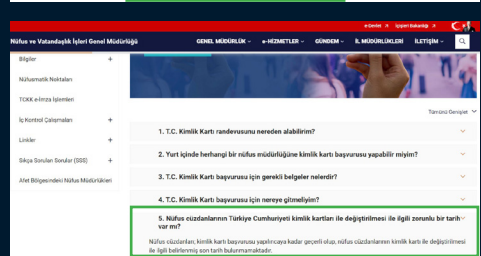 e-Devlet İçişleri Bakanlığı
Nüfus ve Vatandaşlık İşleri Genel Müdürlüğü GENEL MÜDÜRLÜK e-HİZMETLER GÜNDEM İL MÜDÜRLÜKLERİ İLETİŞİM
Bilgiler +
Nüfusmatik Noktaları
TCKK e-İmza İşlemleri
İç Kontrol Çalışmaları +
Linkler +
Sıkça Sorulan Sorular (SSS) +
Afet Bölgesindeki Nüfus Müdürlükleri
Tümünü Genişlet
1. T.C. Kimlik Kartı randevusunu nereden alabilirim?
2. Yurt içinde herhangi bir nüfus müdürlüğüne kimlik kartı başvurusu yapabilir miyim?
3. T.C. Kimlik Kartı başvurusu için gerekli belgeler nelerdir?
4. T.C. Kimlik Kartı başvurusu için nereye gitmeliyim?
5. Nüfus cüzdanlarının Türkiye Cumhuriyeti kimlik kartları ile değiştirilmesi ile ilgili zorunlu bir tarih
var mı?
Nüfus cüzdanları, kimlik kartı başvurusu yapılıncaya kadar geçerli olup, nüfus cüzdanlarının kimlik kartı ile değiştirilmesi
ile ilgili belirlenmiş son tarih bulunmamaktadır.